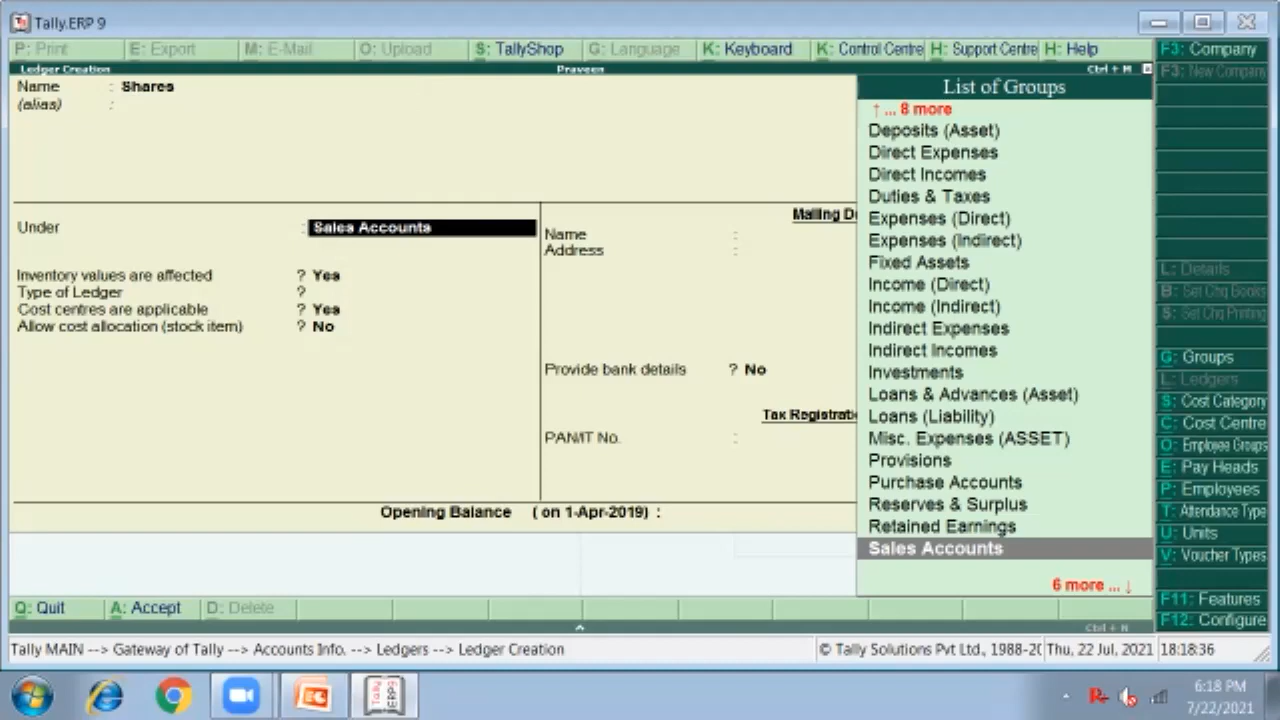 Tally.ERP 9
P: Print E: Export M: E-Mail O: Upload S: TallyShop G: Language K: Keyboard K: Control Centre H: Support Centre H: Help F3: Company
Ledger Creation Praveen Ctrl + M F3: New Company
Name : Shares
(alias) :
List of Groups
↑ ... 8 more
Deposits (Asset)
Direct Expenses
Direct Incomes
Duties & Taxes
Expenses (Direct)
Expenses (Indirect)
Fixed Assets
Income (Direct)
Income (Indirect)
Indirect Expenses
Indirect Incomes
Investments
Loans & Advances (Asset)
Loans (Liability)
Misc. Expenses (ASSET)
Provisions
Purchase Accounts
Reserves & Surplus
Retained Earnings
Sales Accounts
6 more ... ↓
Under : Sales Accounts
Inventory values are affected ? Yes
Type of Ledger ?
Cost centres are applicable ? Yes
Allow cost allocation (stock item) ? No
Mailing D
Name :
Address :
Provide bank details ? No
Tax Registratio
PAN/IT No. :
Opening Balance ( on 1-Apr-2019) :
L: Details
B: Set Chq Books
S: Set Chq Printing
G: Groups
L: Ledgers
S: Cost Category
C: Cost Centre
O: Employee Groups
E: Pay Heads
P: Employees
T: Attendance Type
U: Units
V: Voucher Types
F11: Features
F12: Configure
Q: Quit A: Accept D: Delete
Ctrl + N
Tally MAIN --> Gateway of Tally --> Accounts Info. --> Ledgers --> Ledger Creation © Tally Solutions Pvt Ltd., 1988-20 Thu, 22 Jul, 2021 18:18:36
Tally ERP9
6:18 PM
7/22/2021